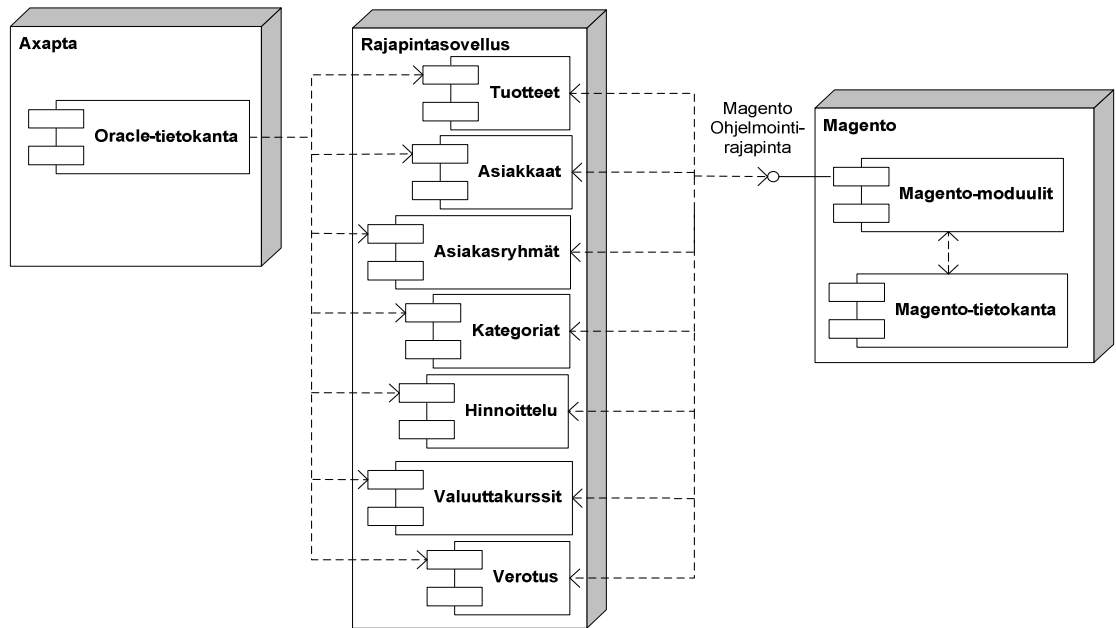 Axapta
Oracle-tietokanta
Rajapintasovellus
Tuotteet
Asiakkaat
Asiakasryhmät
Kategoriat
Hinnoittelu
Valuuttakurssit
Verotus
Magento
Ohjelmointi-
rajapinta
Magento
Magento-moduulit
Magento-tietokanta